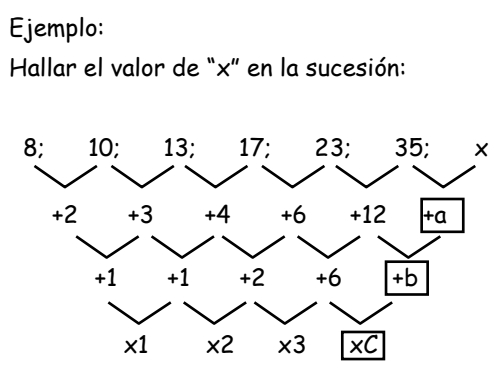 Ejemplo:
Hallar el valor de “x” en la sucesión:
8; 10; 13; 17; 23; 35; x
+2 +3 +4 +6 +12 +a
+1 +1 +2 +6 +b
x1 x2 x3 xC